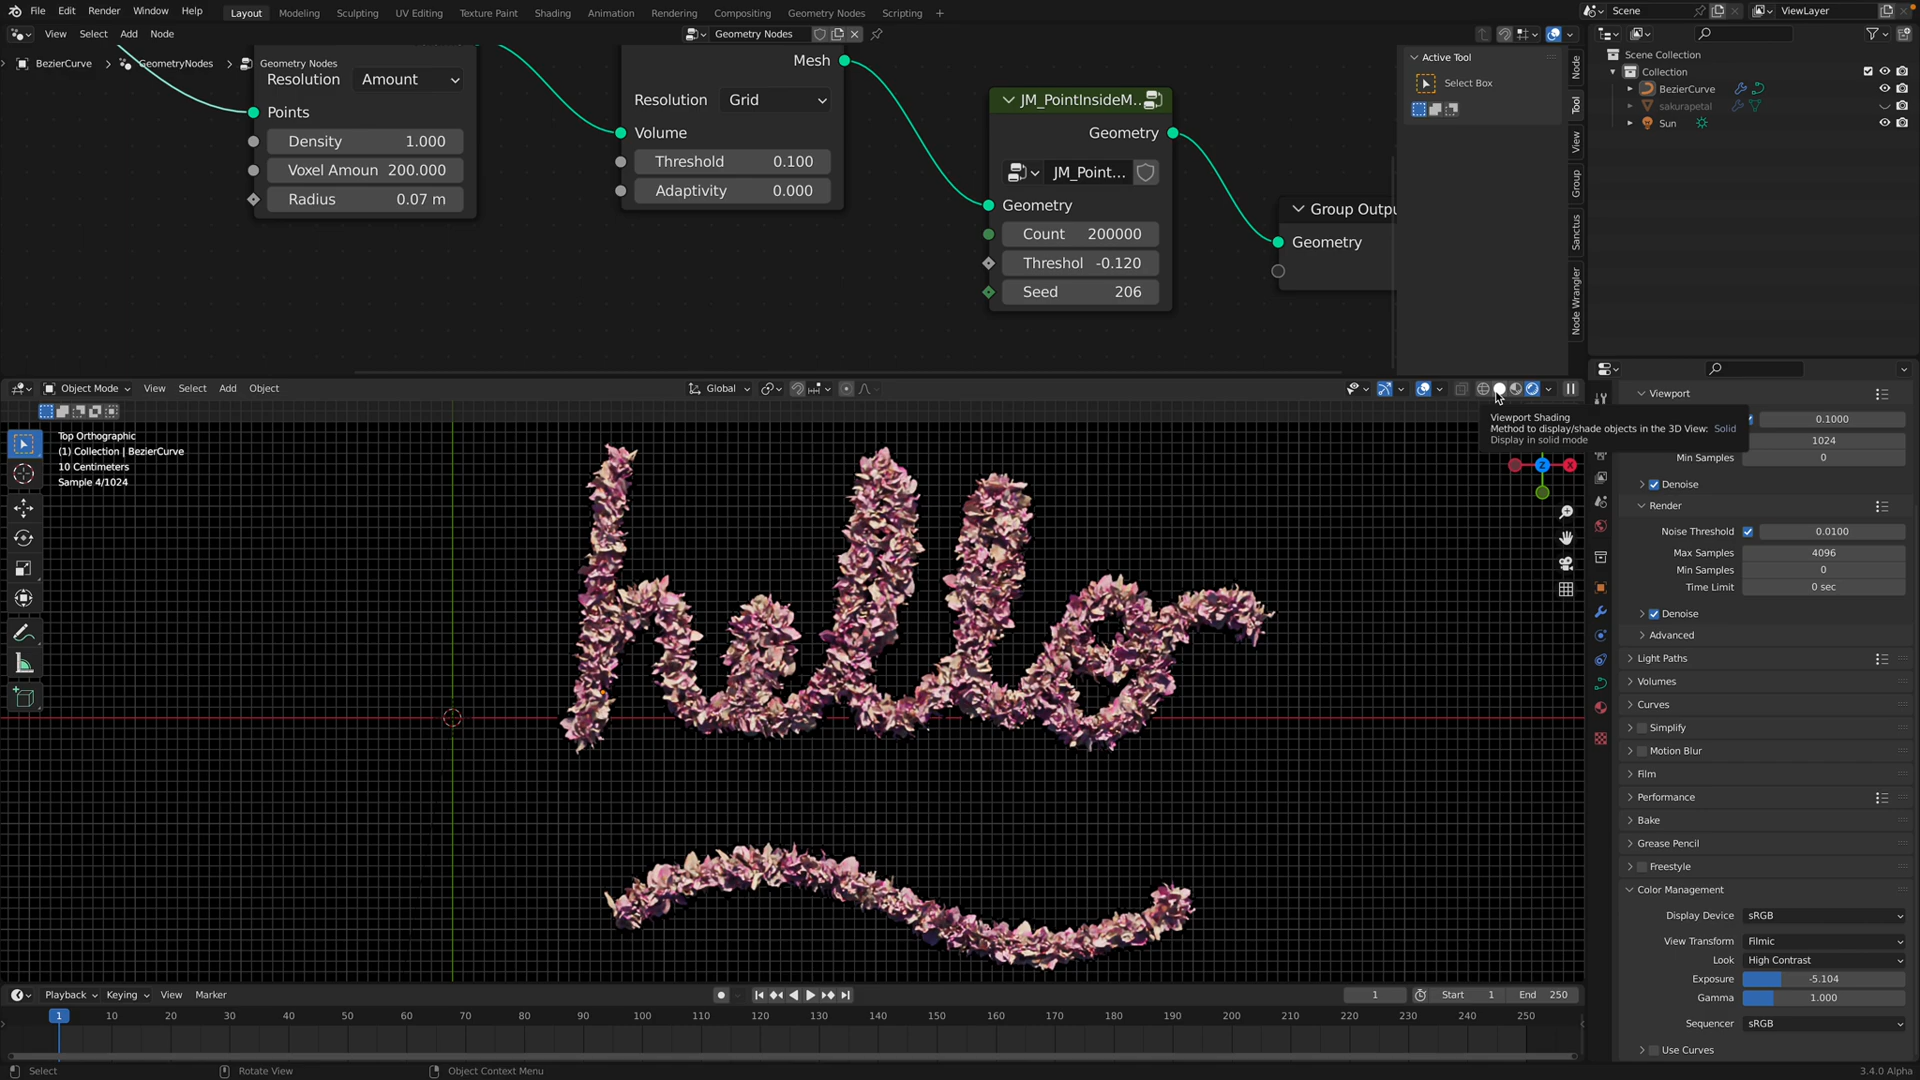 File Edit Render Window Help Layout Modeling Sculpting UV Editing Texture Paint Shading Animation Rendering Compositing Geometry Nodes Scripting + Scene ViewLayer
View Select Add Node Geometry Nodes
BezierCurve > GeometryNodes > Geometry Nodes
Resolution Amount
Points
Density 1.000
Voxel Amoun 200.000
Radius 0.07 m
Mesh
Resolution Grid
Volume
Threshold 0.100
Adaptivity 0.000
JM_PointInsideM..
Geometry
JM_Point...
Geometry
Count 200000
Threshol -0.120
Seed 206
Group Outpu
Geometry
Active Tool
Select Box
Node
Tool
View
Group
Sanctus
Node Wrangler
Scene Collection
Collection
BezierCurve
sakurapetal
Sun
Object Mode View Select Add Object Global
Top Orthographic
(1) Collection | BezierCurve
10 Centimeters
Sample 4/1024
Viewport Shading
Method to display/shade objects in the 3D View: Solid
Display in solid mode
Z
X
hello
Viewport
0.1000
1024
Min Samples 0
Denoise
Render
Noise Threshold 0.0100
Max Samples 4096
Min Samples 0
Time Limit 0 sec
Denoise
Advanced
Light Paths
Volumes
Curves
Simplify
Motion Blur
Film
Performance
Bake
Grease Pencil
Freestyle
Color Management
Display Device sRGB
View Transform Filmic
Look High Contrast
Exposure -5.104
Gamma 1.000
Sequencer sRGB
Use Curves
Playback Keying View Marker 1 Start 1 End 250
1 10 20 30 40 50 60 70 80 90 100 110 120 130 140 150 160 170 180 190 200 210 220 230 240 250
Select Rotate View Object Context Menu 3.4.0 Alpha